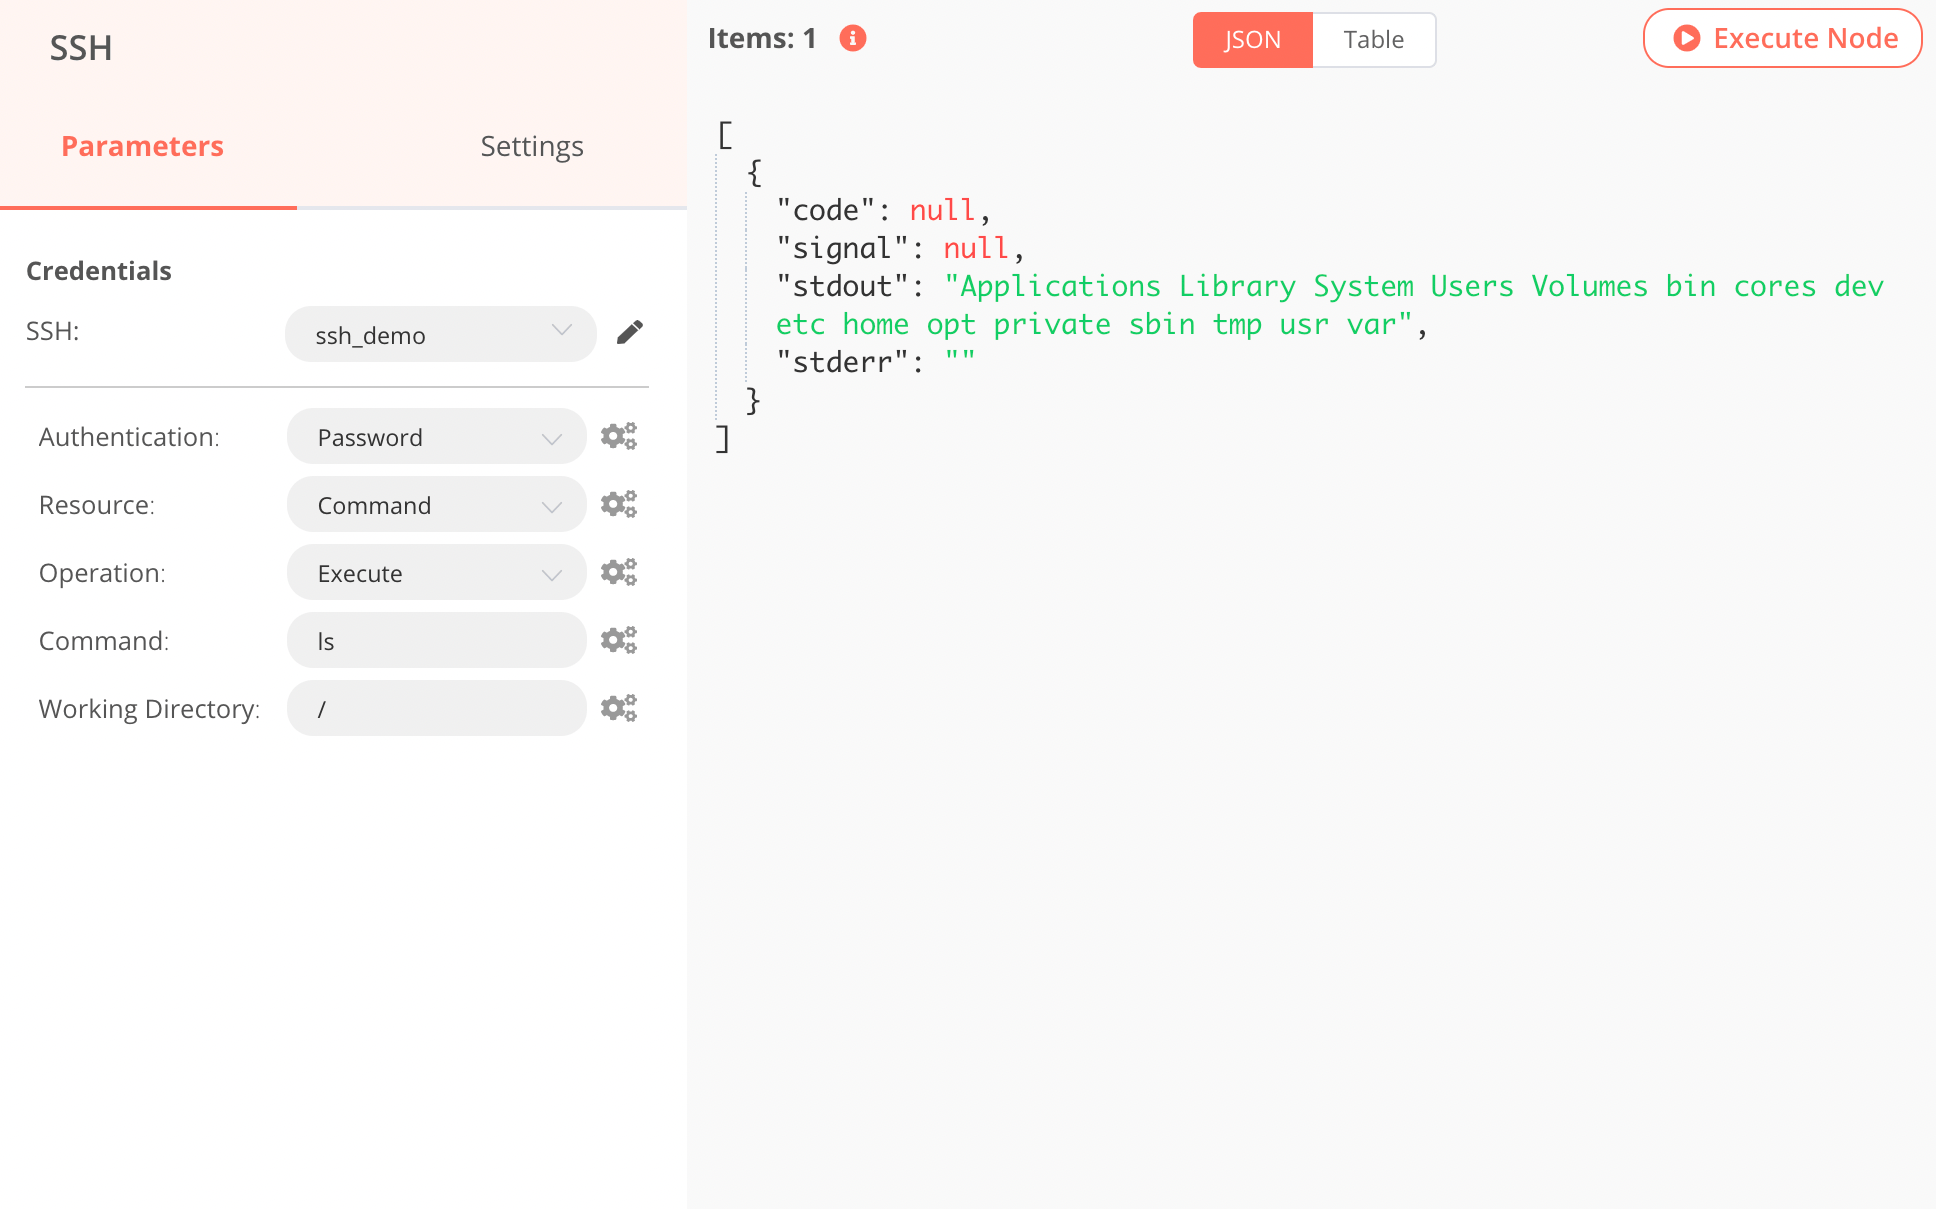 SSH
Parameters
Settings
Credentials
SSH:
ssh_demo
Authentication:
Password
Resource:
Command
Operation:
Execute
Command:
ls
Working Directory:
/
Items: 1
JSON
Table
Execute Node
[
{
"code": null,
"signal": null,
"stdout": "Applications Library System Users Volumes bin cores dev
etc home opt private sbin tmp usr var",
"stderr": ""
}
]